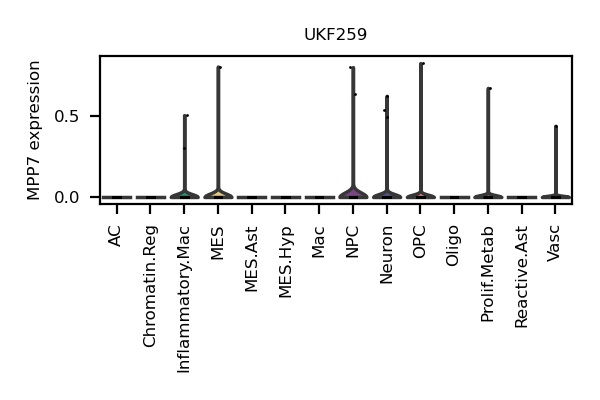 UKF259
MPP7 expression
0.5
0.0
AC
Chromatin.Reg
Inflammatory.Mac
MES
MES.Ast
MES.Hyp
Mac
NPC
Neuron
OPC
Oligo
Prolif.Metab
Reactive.Ast
Vasc